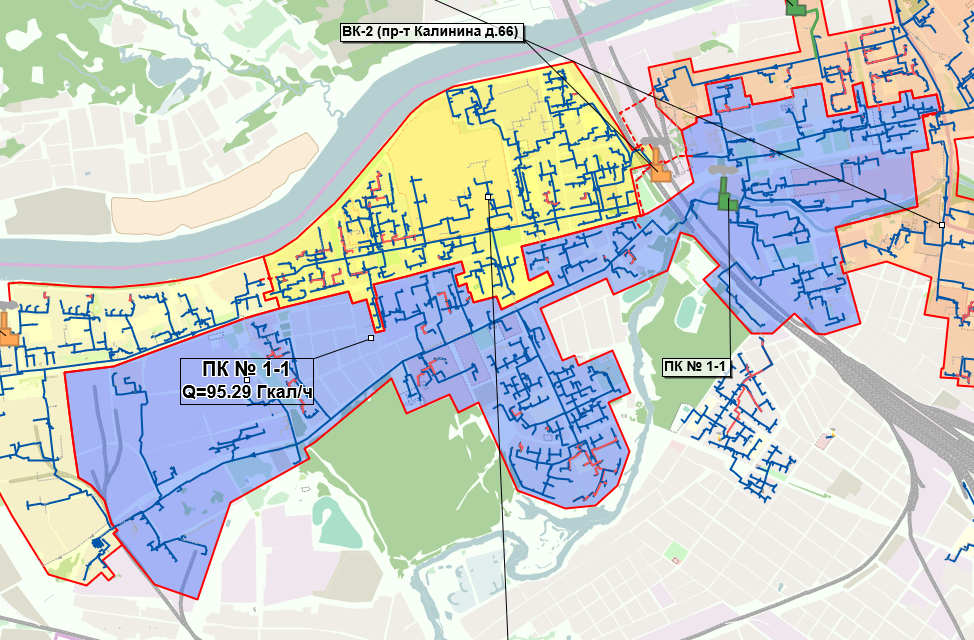 ВК-2 (пр-т Калинина д.66)
ПК № 1-1
Q=95.29 Гкал/ч
ПК № 1-1